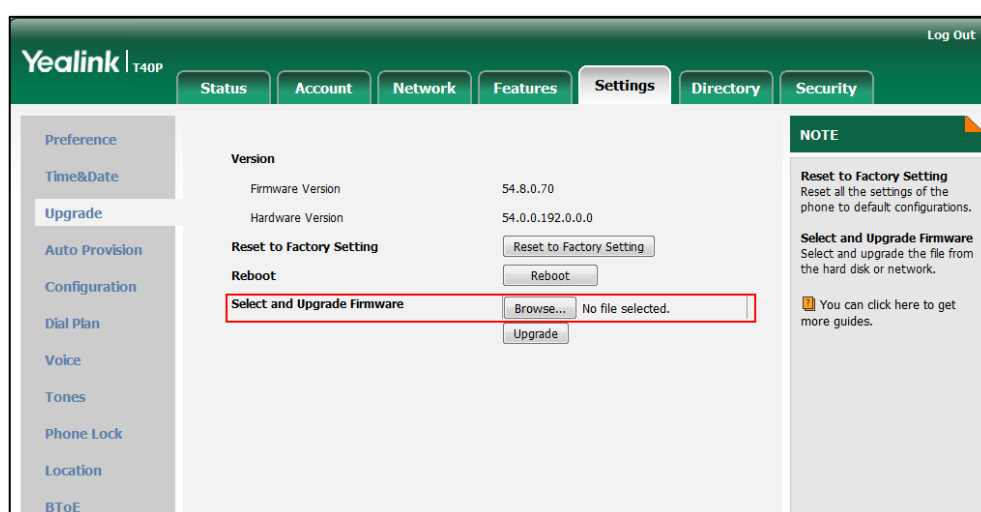 Log Out
Yealink T40P
Status Account Network Features Settings Directory Security
Preference
Time&Date
Upgrade
Auto Provision
Configuration
Dial Plan
Voice
Tones
Phone Lock
Location
BToE
Version
Firmware Version 54.8.0.70
Hardware Version 54.0.0.192.0.0.0
Reset to Factory Setting Reset to Factory Setting
Reboot Reboot
Select and Upgrade Firmware Browse... No file selected.
Upgrade
NOTE
Reset to Factory Setting
Reset all the settings of the
phone to default configurations.
Select and Upgrade Firmware
Select and upgrade the file from
the hard disk or network.
You can click here to get
more guides.